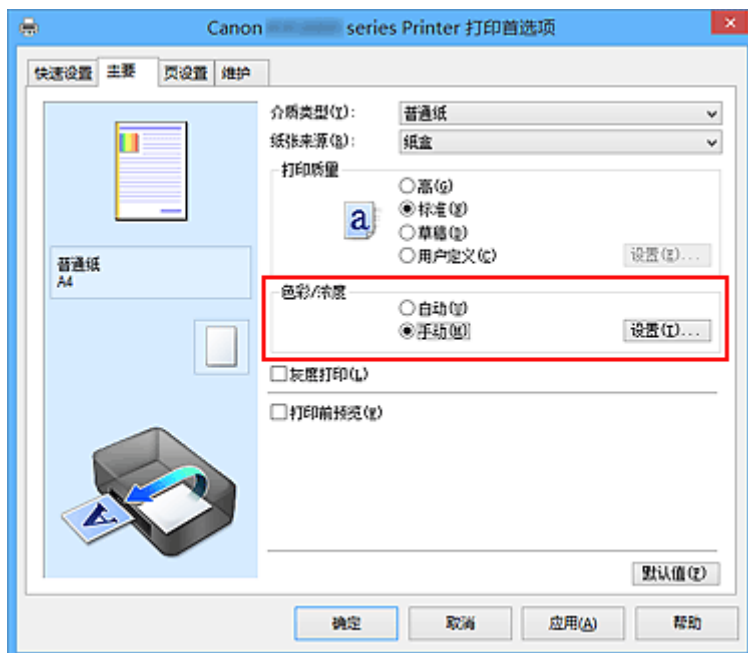 Canon series Printer 打印首选项
快速设置 主要 页设置 维护
介质类型(Y): 普通纸
纸张来源(R): 纸盒
打印质量
高(G)
标准(X)
草稿(D)
用户定义(C) 设置(E)...
普通纸
A4
色彩/浓度
自动(U)
手动(M) 设置(I)...
灰度打印(L)
打印前预览(W)
默认值(F)
确定 取消 应用(A) 帮助